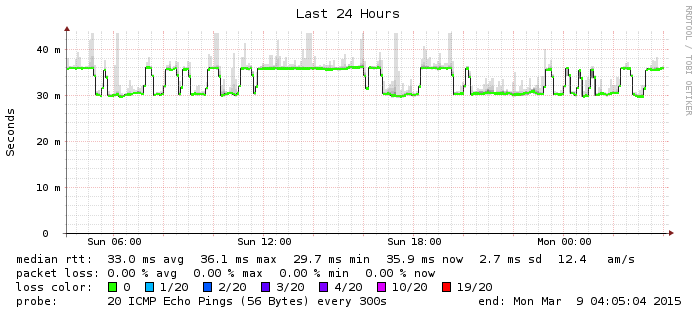 Last 24 Hours
RRDTOOL / TOBI OETIKER
Seconds
40 m
30 m
20 m
10 m
0
Sun 06:00 Sun 12:00 Sun 18:00 Mon 00:00
median rtt: 33.0 ms avg 36.1 ms max 29.7 ms min 35.9 ms now 2.7 ms sd 12.4 am/s
packet loss: 0.00 % avg 0.00 % max 0.00 % min 0.00 % now
loss color: 0 1/20 2/20 3/20 4/20 10/20 19/20
probe: 20 ICMP Echo Pings (56 Bytes) every 300s end: Mon Mar 9 04:05:04 2015